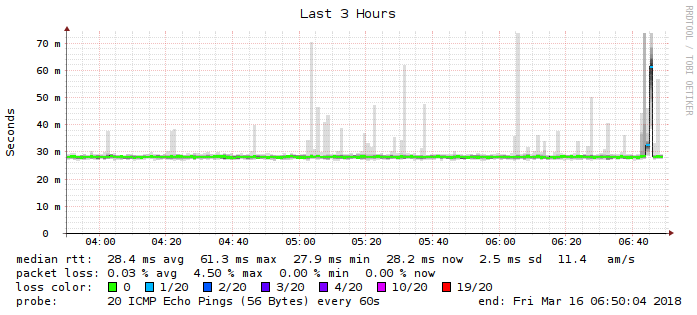 Last 3 Hours
RRDTOOL / TOBI OETIKER
Seconds
70 m
60 m
50 m
40 m
30 m
20 m
10 m
0
04:00 04:20 04:40 05:00 05:20 05:40 06:00 06:20 06:40
median rtt: 28.4 ms avg 61.3 ms max 27.9 ms min 28.2 ms now 2.5 ms sd 11.4 am/s
packet loss: 0.03 % avg 4.50 % max 0.00 % min 0.00 % now
loss color: 0 1/20 2/20 3/20 4/20 10/20 19/20
probe: 20 ICMP Echo Pings (56 Bytes) every 60s end: Fri Mar 16 06:50:04 2018